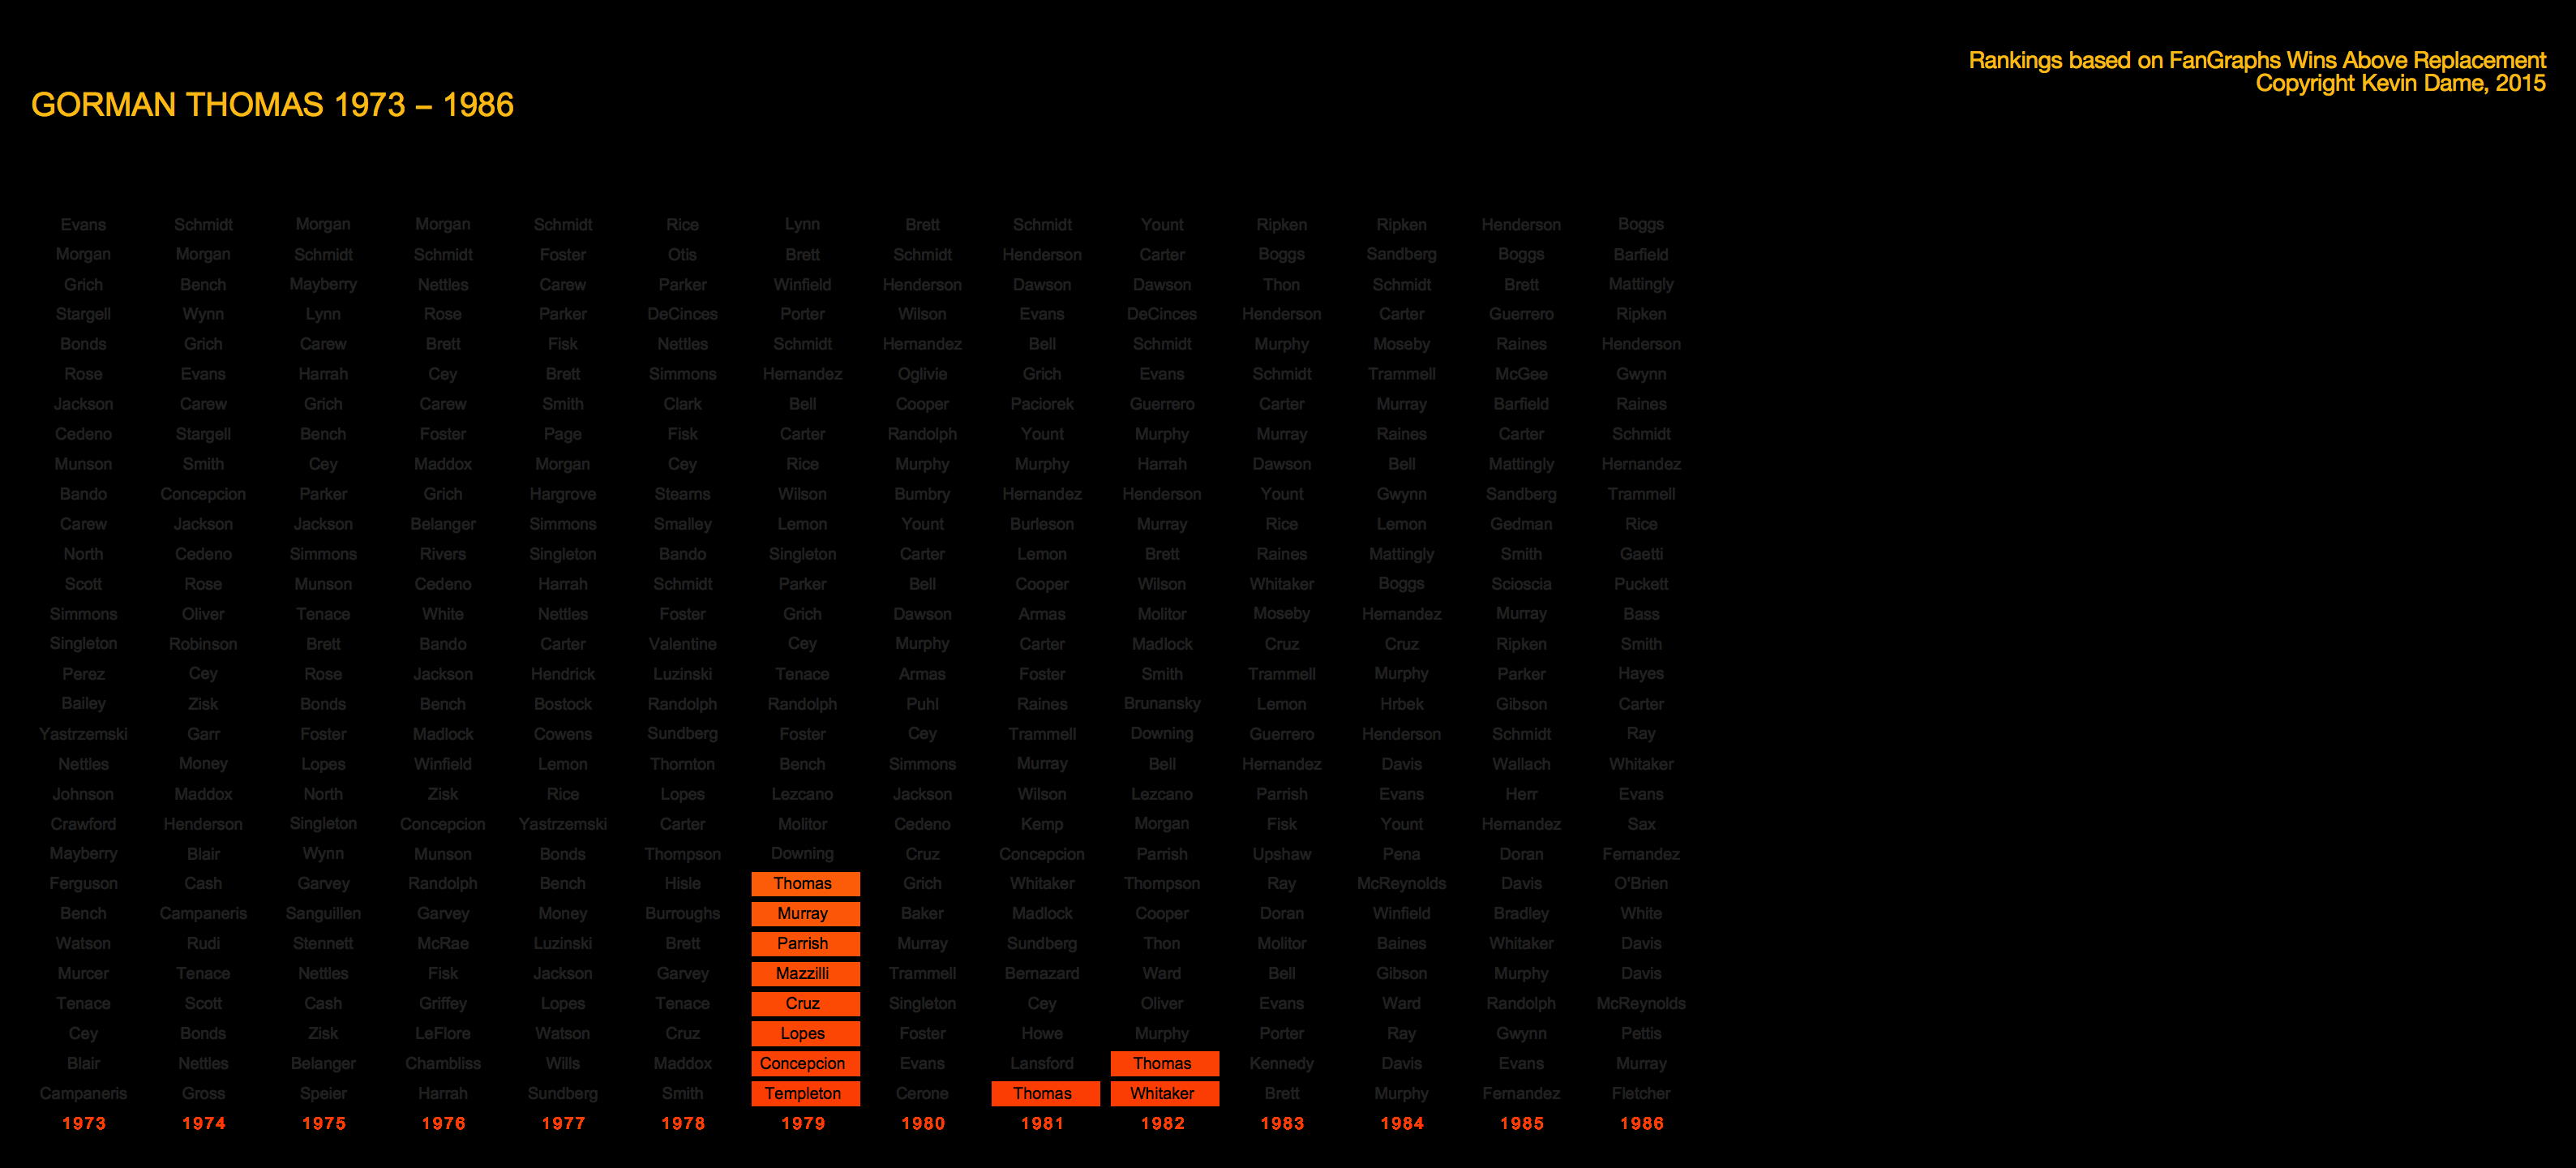 Rankings based on FanGraphs Wins Above Replacement
Copyright Kevin Dame, 2015
GORMAN THOMAS 1973 – 1986
Evans Schmidt Morgan Morgan Schmidt Rice Lynn Brett Schmidt Yount Ripken Ripken Henderson Boggs
Morgan Morgan Schmidt Schmidt Foster Otis Brett Schmidt Henderson Carter Boggs Sandberg Boggs Barfield
Grich Bench Mayberry Nettles Carew Parker Winfield Henderson Dawson Dawson Thon Schmidt Brett Mattingly
Stargell Wynn Lynn Rose Parker DeCinces Porter Wilson Evans DeCinces Henderson Carter Guerrero Ripken
Bonds Grich Carew Brett Fisk Nettles Schmidt Hernandez Bell Schmidt Murphy Moseby Raines Henderson
Rose Evans Harrah Cey Brett Simmons Hernandez Oglivie Grich Evans Schmidt Trammell McGee Gwynn
Jackson Carew Grich Carew Smith Clark Bell Cooper Paciorek Guerrero Carter Murray Barfield Raines
Cedeno Stargell Bench Foster Page Fisk Carter Randolph Yount Murphy Murray Raines Carter Schmidt
Munson Smith Cey Maddox Morgan Cey Rice Murphy Murphy Harrah Dawson Bell Mattingly Hernandez
Bando Concepcion Parker Grich Hargrove Stearns Wilson Bumbry Hernandez Henderson Yount Gwynn Sandberg Trammell
Carew Jackson Jackson Belanger Simmons Smalley Lemon Yount Burleson Murray Rice Lemon Gedman Rice
North Cedeno Simmons Rivers Singleton Bando Singleton Carter Lemon Brett Raines Mattingly Smith Gaetti
Scott Rose Munson Cedeno Harrah Schmidt Parker Bell Cooper Wilson Whitaker Boggs Scioscia Puckett
Simmons Oliver Tenace White Nettles Foster Grich Dawson Armas Molitor Moseby Hernandez Murray Bass
Singleton Robinson Brett Bando Carter Valentine Cey Murphy Carter Madlock Cruz Cruz Ripken Smith
Perez Cey Rose Jackson Hendrick Luzinski Tenace Armas Foster Smith Trammell Murphy Parker Hayes
Bailey Zisk Bonds Bench Bostock Randolph Randolph Puhl Raines Brunansky Lemon Hrbek Gibson Carter
Yastrzemski Garr Foster Madlock Cowens Sundberg Foster Cey Trammell Downing Guerrero Henderson Schmidt Ray
Nettles Money Lopes Winfield Lemon Thornton Bench Simmons Murray Bell Hernandez Davis Wallach Whitaker
Johnson Maddox North Zisk Rice Lopes Lezcano Jackson Wilson Lezcano Parrish Evans Herr Evans
Crawford Henderson Singleton Concepcion Yastrzemski Carter Molitor Cedeno Kemp Morgan Fisk Yount Hernandez Sax
Mayberry Blair Wynn Munson Bonds Thompson Downing Cruz Concepcion Parrish Upshaw Pena Doran Fernandez
Ferguson Cash Garvey Randolph Bench Hisle Thomas Grich Whitaker Thompson Ray McReynolds Davis O'Brien
Bench Campaneris Sanguillen Garvey Money Burroughs Murray Baker Madlock Cooper Doran Winfield Bradley White
Watson Rudi Stennett McRae Luzinski Brett Parrish Murray Sundberg Thon Molitor Baines Whitaker Davis
Murcer Tenace Nettles Fisk Jackson Garvey Mazzilli Trammell Bernazard Ward Bell Gibson Murphy Davis
Tenace Scott Cash Griffey Lopes Tenace Cruz Singleton Cey Oliver Evans Ward Randolph McReynolds
Cey Bonds Zisk LeFlore Watson Cruz Lopes Foster Howe Murphy Porter Ray Gwynn Pettis
Blair Nettles Belanger Chambliss Wills Maddox Concepcion Evans Lansford Thomas Kennedy Davis Evans Murray
Campaneris Gross Speier Harrah Sundberg Smith Templeton Cerone Thomas Whitaker Brett Murphy Fernandez Fletcher
1973 1974 1975 1976 1977 1978 1979 1980 1981 1982 1983 1984 1985 1986